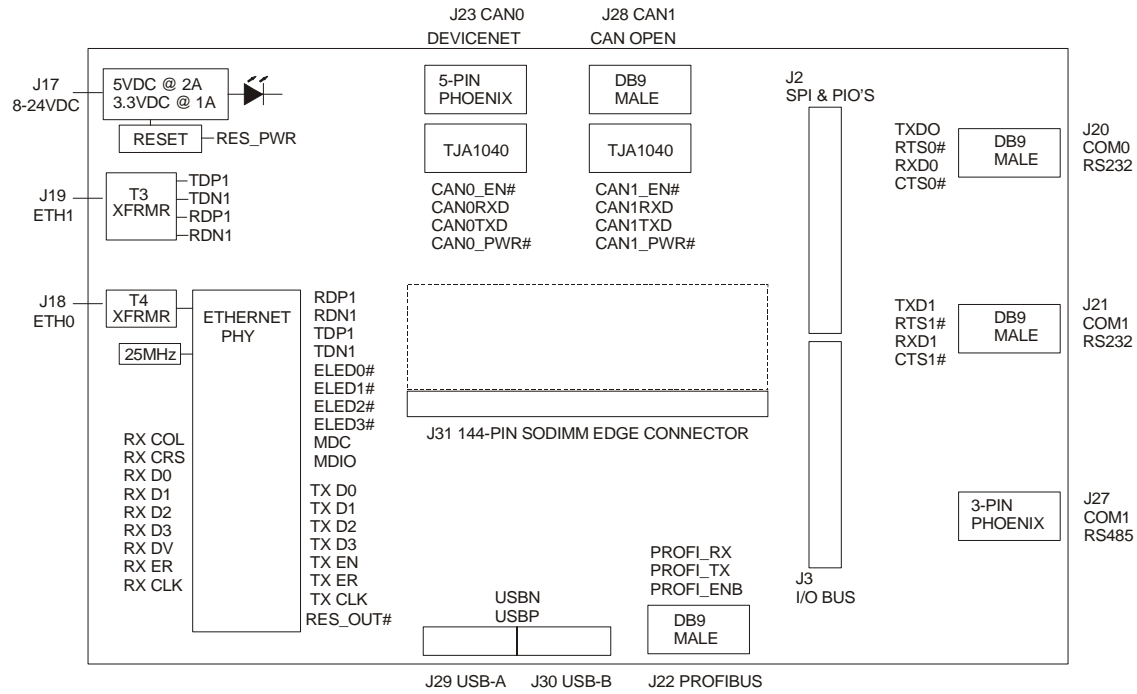 J23 CAN0
DEVICENET
J28 CAN1
CAN OPEN
J17
8-24VDC
5VDC @ 2A
3.3VDC @ 1A
RESET
RES_PWR
5-PIN
PHOENIX
DB9
MALE
TJA1040
TJA1040
CAN0_EN#
CAN0RXD
CAN0TXD
CAN0_PWR#
CAN1_EN#
CAN1RXD
CAN1TXD
CAN1_PWR#
J2
SPI & PIO'S
TXDO
RTS0#
RXD0
CTS0#
DB9
MALE
J20
COM0
RS232
J19
ETH1
T3
XFRMR
TDP1
TDN1
RDP1
RDN1
J18
ETH0
T4
XFRMR
25MHz
ETHERNET
PHY
RDP1
RDN1
TDP1
TDN1
ELED0#
ELED1#
ELED2#
ELED3#
MDC
MDIO
J31 144-PIN SODIMM EDGE CONNECTOR
TXD1
RTS1#
RXD1
CTS1#
DB9
MALE
J21
COM1
RS232
RX COL
RX CRS
RX D0
RX D1
RX D2
RX D3
RX DV
RX ER
RX CLK
TX D0
TX D1
TX D2
TX D3
TX EN
TX ER
TX CLK
RES_OUT#
3-PIN
PHOENIX
J27
COM1
RS485
J3
I/O BUS
USBN
USBP
PROFI_RX
PROFI_TX
PROFI_ENB
DB9
MALE
J29 USB-A
J30 USB-B
J22 PROFIBUS